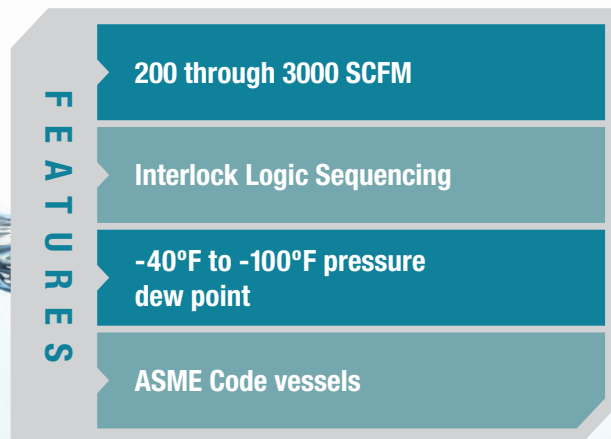 FEATURES
200 through 3000 SCFM
Interlock Logic Sequencing
-40ºF to -100ºF pressure
dew point
ASME Code vessels